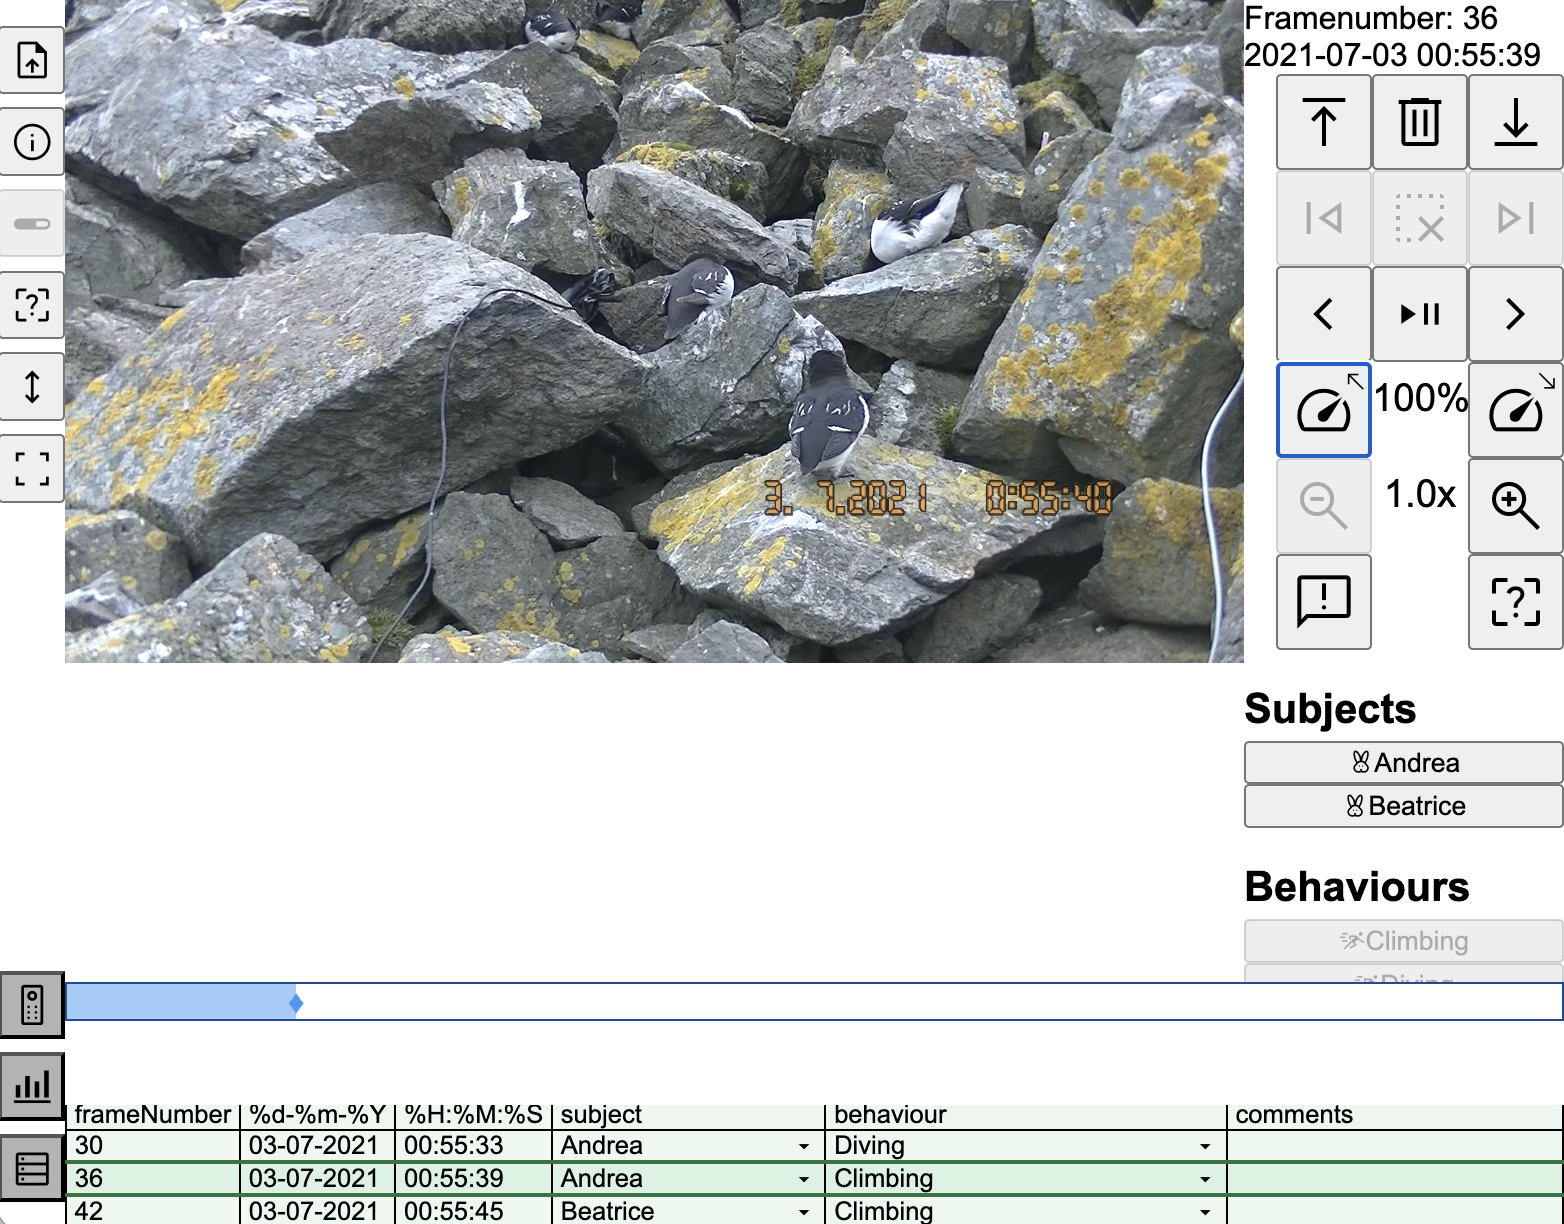 Framenumber: 36
2021-07-03 00:55:39
100%
1.0x
3. 7.2021 0:55:40
Subjects
Andrea
Beatrice
Behaviours
Climbing
Diving
frameNumber %d-%m-%Y %H:%M:%S subject behaviour comments
30 03-07-2021 00:55:33 Andrea Diving
36 03-07-2021 00:55:39 Andrea Climbing
42 03-07-2021 00:55:45 Beatrice Climbing